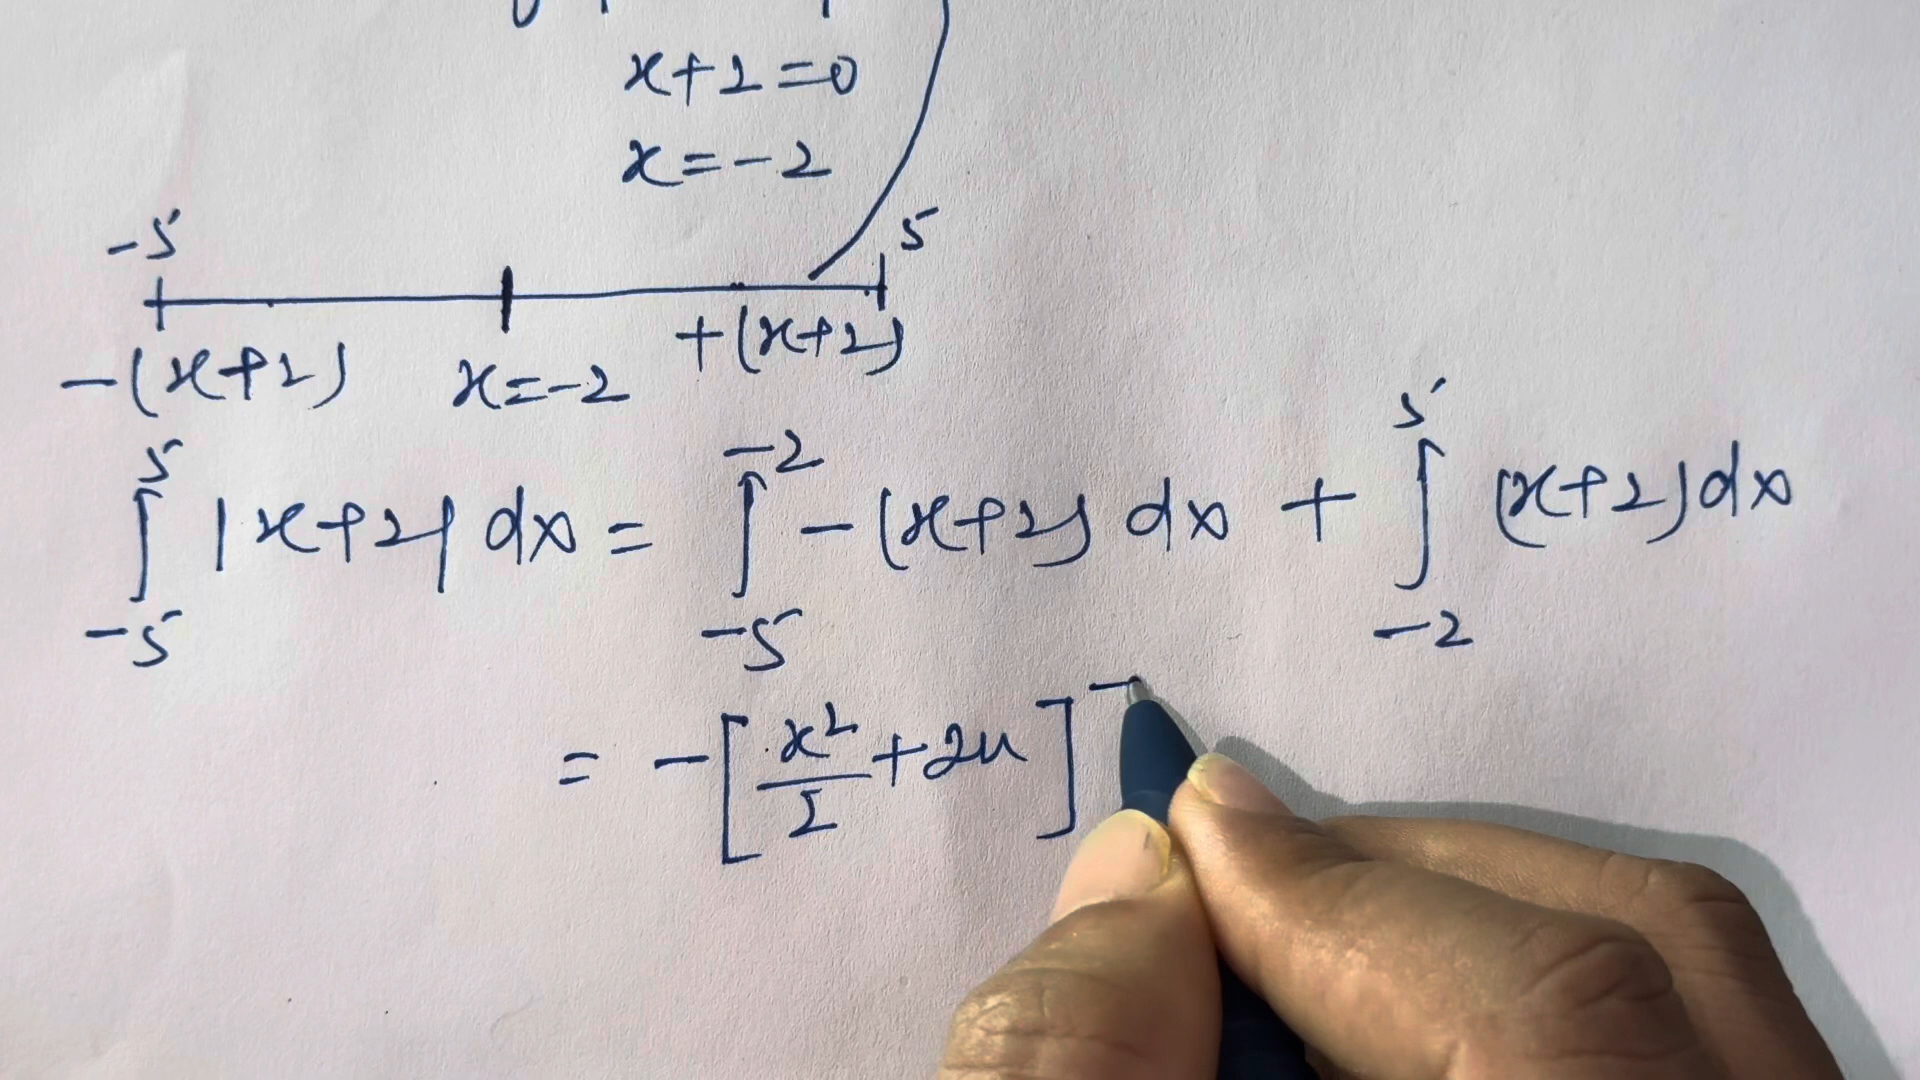 x+2=0
x=-2
-5 5
-(x+2) x=-2 +(x+2)
∫_{-5}^{5} |x+2| dx = ∫_{-5}^{-2} -(x+2) dx + ∫_{-2}^{5} (x+2) dx
= -[x²/2 + 2x]^-